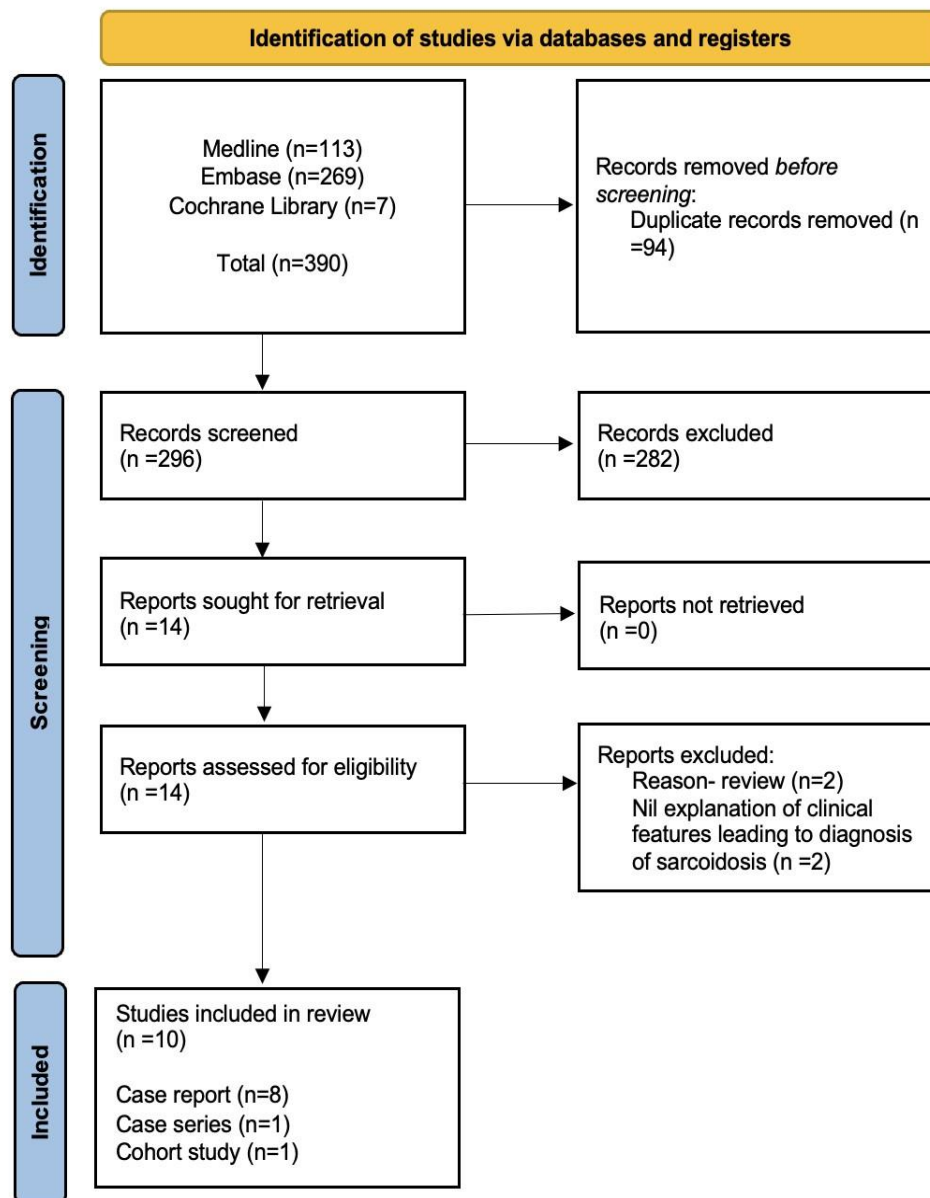 Identification of studies via databases and registers
Identification
Medline (n=113)
Embase (n=269)
Cochrane Library (n=7)
Total (n=390)
Records removed before
screening:
Duplicate records removed (n
=94)
Screening
Records screened
(n =296)
Records excluded
(n =282)
Reports sought for retrieval
(n =14)
Reports not retrieved
(n =0)
Reports assessed for eligibility
(n =14)
Reports excluded:
Reason- review (n=2)
Nil explanation of clinical
features leading to diagnosis
of sarcoidosis (n =2)
Included
Studies included in review
(n =10)
Case report (n=8)
Case series (n=1)
Cohort study (n=1)